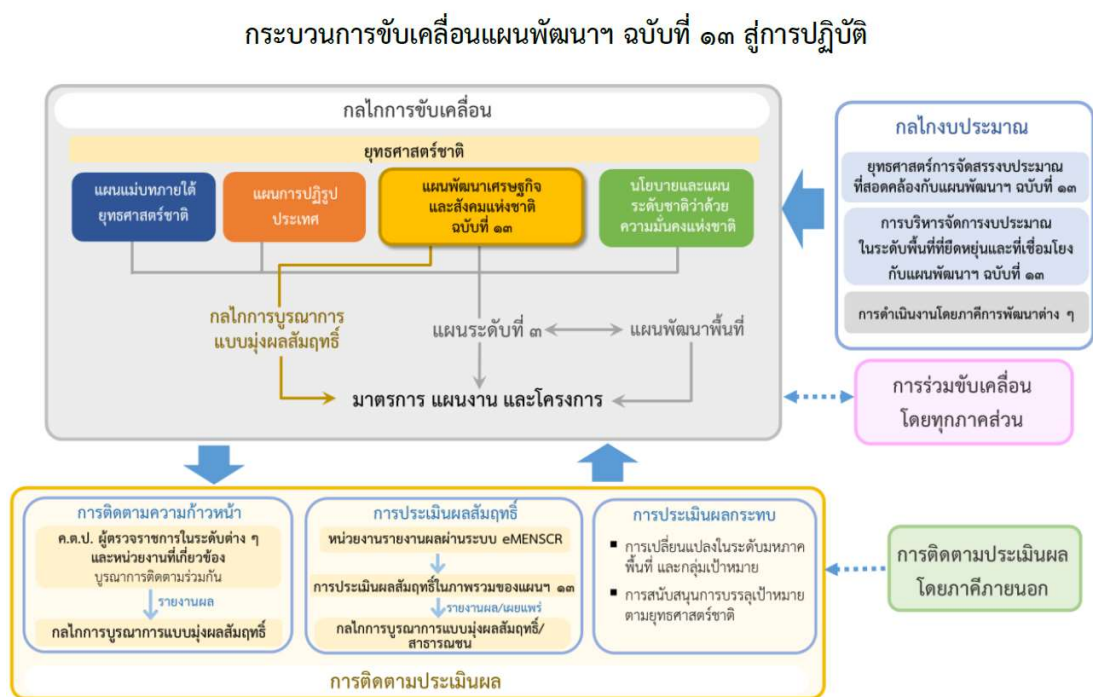 กระบวนการขับเคลื่อนแผนพัฒนาฯ ฉบับที่ ๑๓ สู่การปฏิบัติ
กลไกการขับเคลื่อน
ยุทธศาสตร์ชาติ
แผนแม่บทภายใต้
ยุทธศาสตร์ชาติ
แผนการปฏิรูป
ประเทศ
แผนพัฒนาเศรษฐกิจ
และสังคมแห่งชาติ
ฉบับที่ ๑๓
นโยบายและแผน
ระดับชาติว่าด้วย
ความมั่นคงแห่งชาติ
กลไกการบูรณาการ
แบบมุ่งผลสัมฤทธิ์
แผนระดับที่ ๓
แผนพัฒนาพื้นที่
มาตรการ แผนงาน และโครงการ
กลไกงบประมาณ
ยุทธศาสตร์การจัดสรรงบประมาณ
ที่สอดคล้องกับแผนพัฒนาฯ ฉบับที่ ๑๓
การบริหารจัดการงบประมาณ
ในระดับพื้นที่ที่ยืดหยุ่นและที่เชื่อมโยง
กับแผนพัฒนาฯ ฉบับที่ ๑๓
การดำเนินงานโดยภาคีการพัฒนาต่าง ๆ
การร่วมขับเคลื่อน
โดยทุกภาคส่วน
การติดตามความก้าวหน้า
ค.ต.ป. ผู้ตรวจราชการในระดับต่าง ๆ
และหน่วยงานที่เกี่ยวข้อง
บูรณาการติดตามร่วมกัน
รายงานผล
กลไกการบูรณาการแบบมุ่งผลสัมฤทธิ์
การประเมินผลสัมฤทธิ์
หน่วยงานรายงานผลผ่านระบบ eMENSCR
การประเมินผลสัมฤทธิ์ในภาพรวมของแผนฯ ๑๓
รายงานผล/เผยแพร่
กลไกการบูรณาการแบบมุ่งผลสัมฤทธิ์/
สาธารณชน
การประเมินผลกระทบ
▪ การเปลี่ยนแปลงในระดับมหภาค
พื้นที่ และกลุ่มเป้าหมาย
▪ การสนับสนุนการบรรลุเป้าหมาย
ตามยุทธศาสตร์ชาติ
การติดตามประเมินผล
การติดตามประเมินผล
โดยภาคีภายนอก